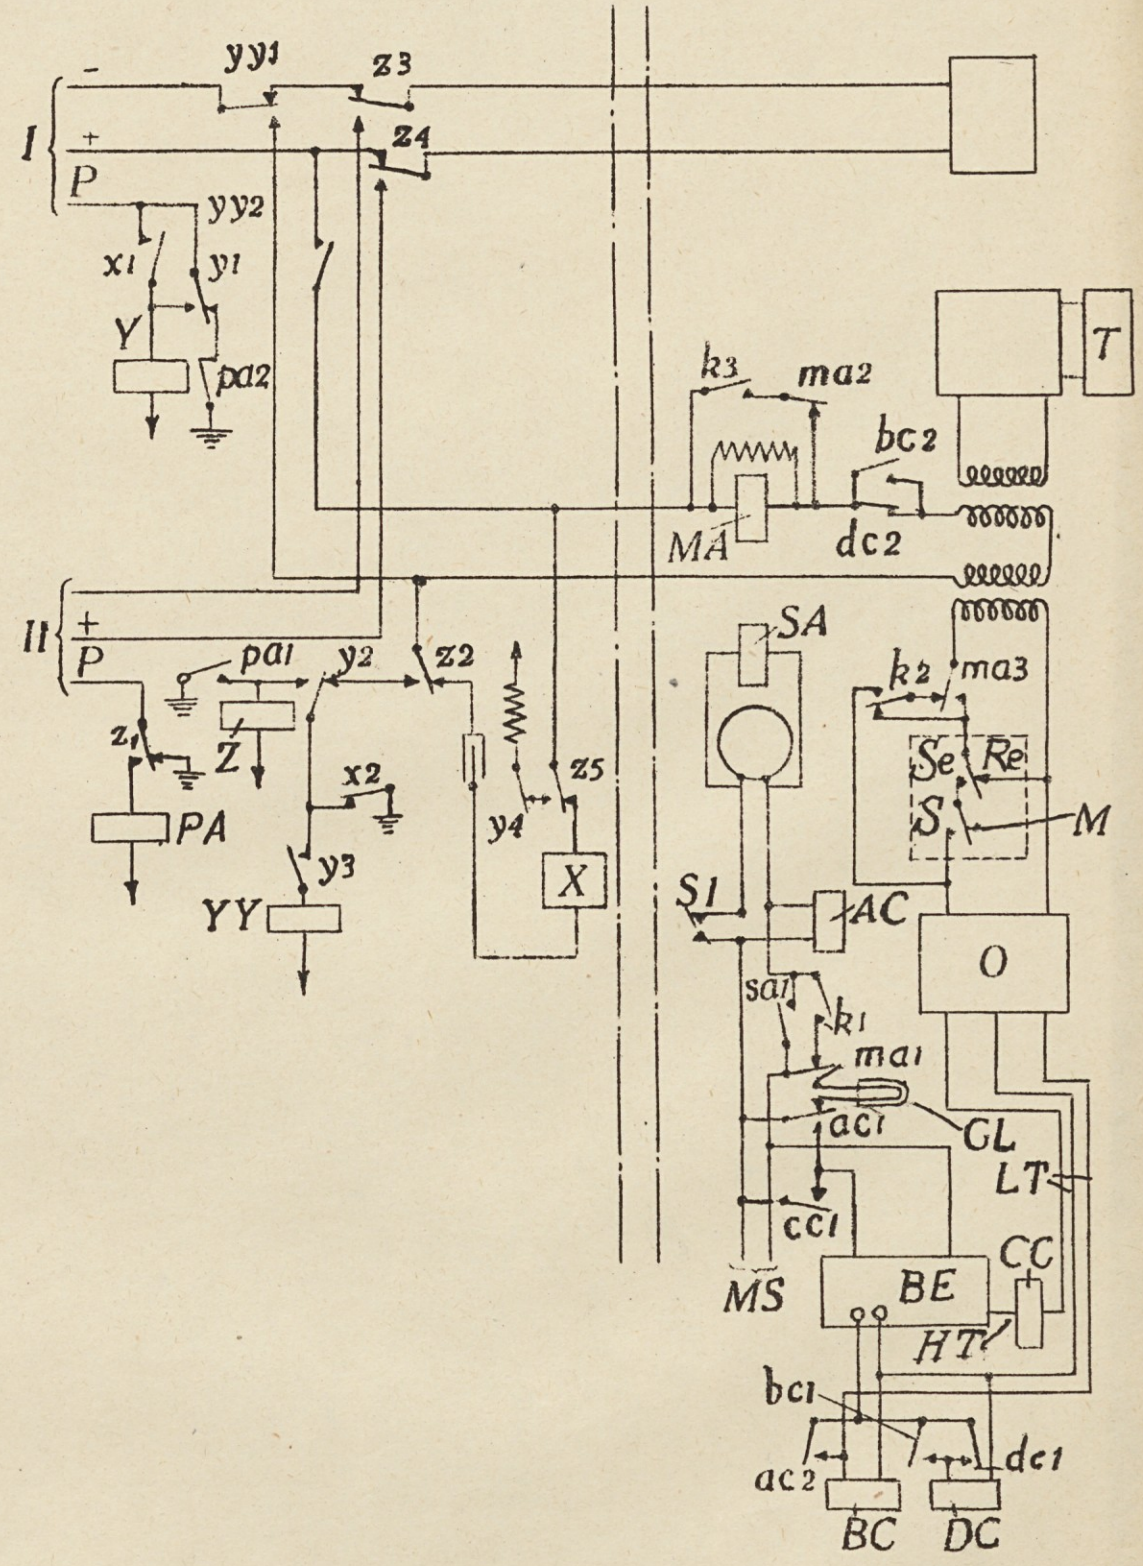 yy1
z3
I
-
+
z4
P
yy2
x1
y1
Y
pa2
T
k3
ma2
bc2
MA
dc2
II
+
P
pa1
y2
z2
SA
k2
ma3
z1
Z
x2
z5
Se
Re
y4
S
M
PA
y3
X
YY
S1
AC
O
sa1
k1
ma1
ac1
GL
LT
cc1
CC
MS
BE
HT
bc1
ac2
dc1
BC
DC